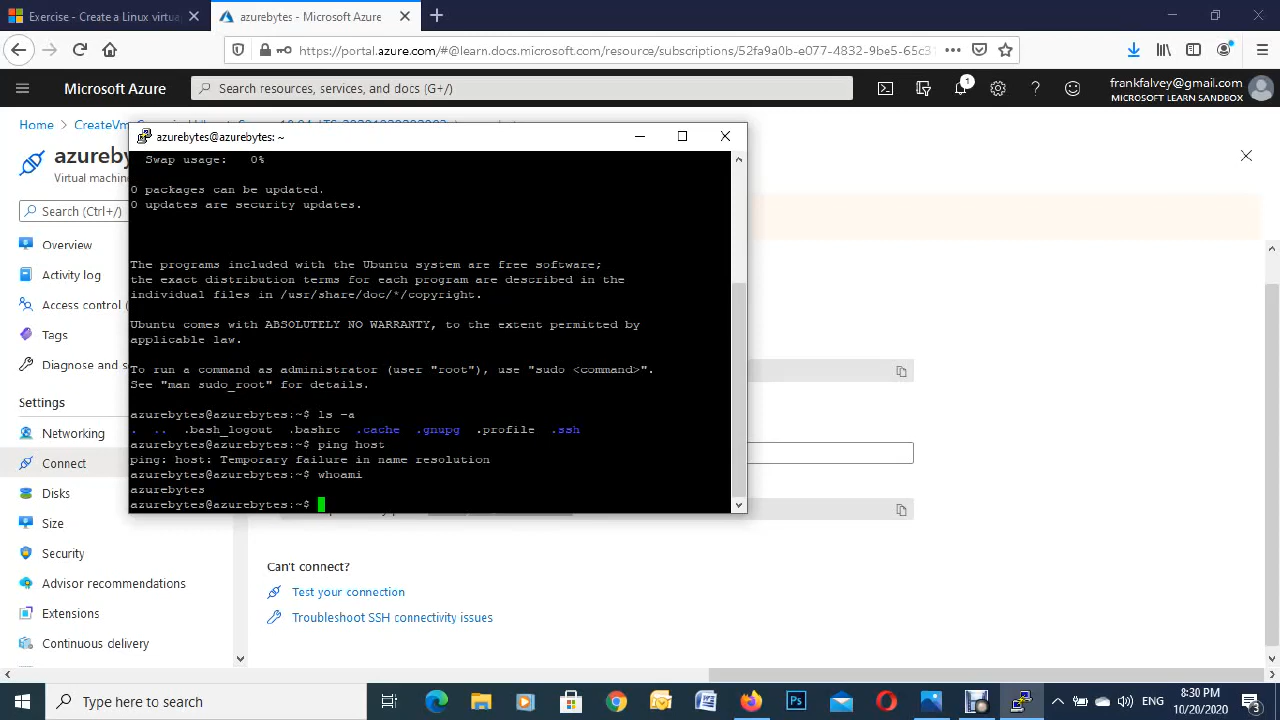 Exercise - Create a Linux virtua
azurebytes - Microsoft Azure
https://portal.azure.com/#@learn.docs.microsoft.com/resource/subscriptions/52fa9a0b-e077-4832-9be5-65c31
Microsoft Azure
Search resources, services, and docs (G+/)
1
frankfalvey@gmail.com
MICROSOFT LEARN SANDBOX
Home
azureby
Virtual machin
Search (Ctrl+/)
Overview
Activity log
Access control (
Tags
Diagnose and s
Settings
Networking
Connect
Disks
Size
Security
Advisor recommendations
Extensions
Continuous delivery
azurebytes@azurebytes: ~
Swap usage: 0%
0 packages can be updated.
0 updates are security updates.
The programs included with the Ubuntu system are free software;
the exact distribution terms for each program are described in the
individual files in /usr/share/doc/*/copyright.
Ubuntu comes with ABSOLUTELY NO WARRANTY, to the extent permitted by
applicable law.
To run a command as administrator (user "root"), use "sudo <command>".
See "man sudo_root" for details.
azurebytes@azurebytes:~$ ls -a
. .. .bash_logout .bashrc .cache .gnupg .profile .ssh
azurebytes@azurebytes:~$ ping host
ping: host: Temporary failure in name resolution
azurebytes@azurebytes:~$ whoami
azurebytes
azurebytes@azurebytes:~$
Can't connect?
Test your connection
Troubleshoot SSH connectivity issues
Type here to search
ENG
8:30 PM
10/20/2020
3